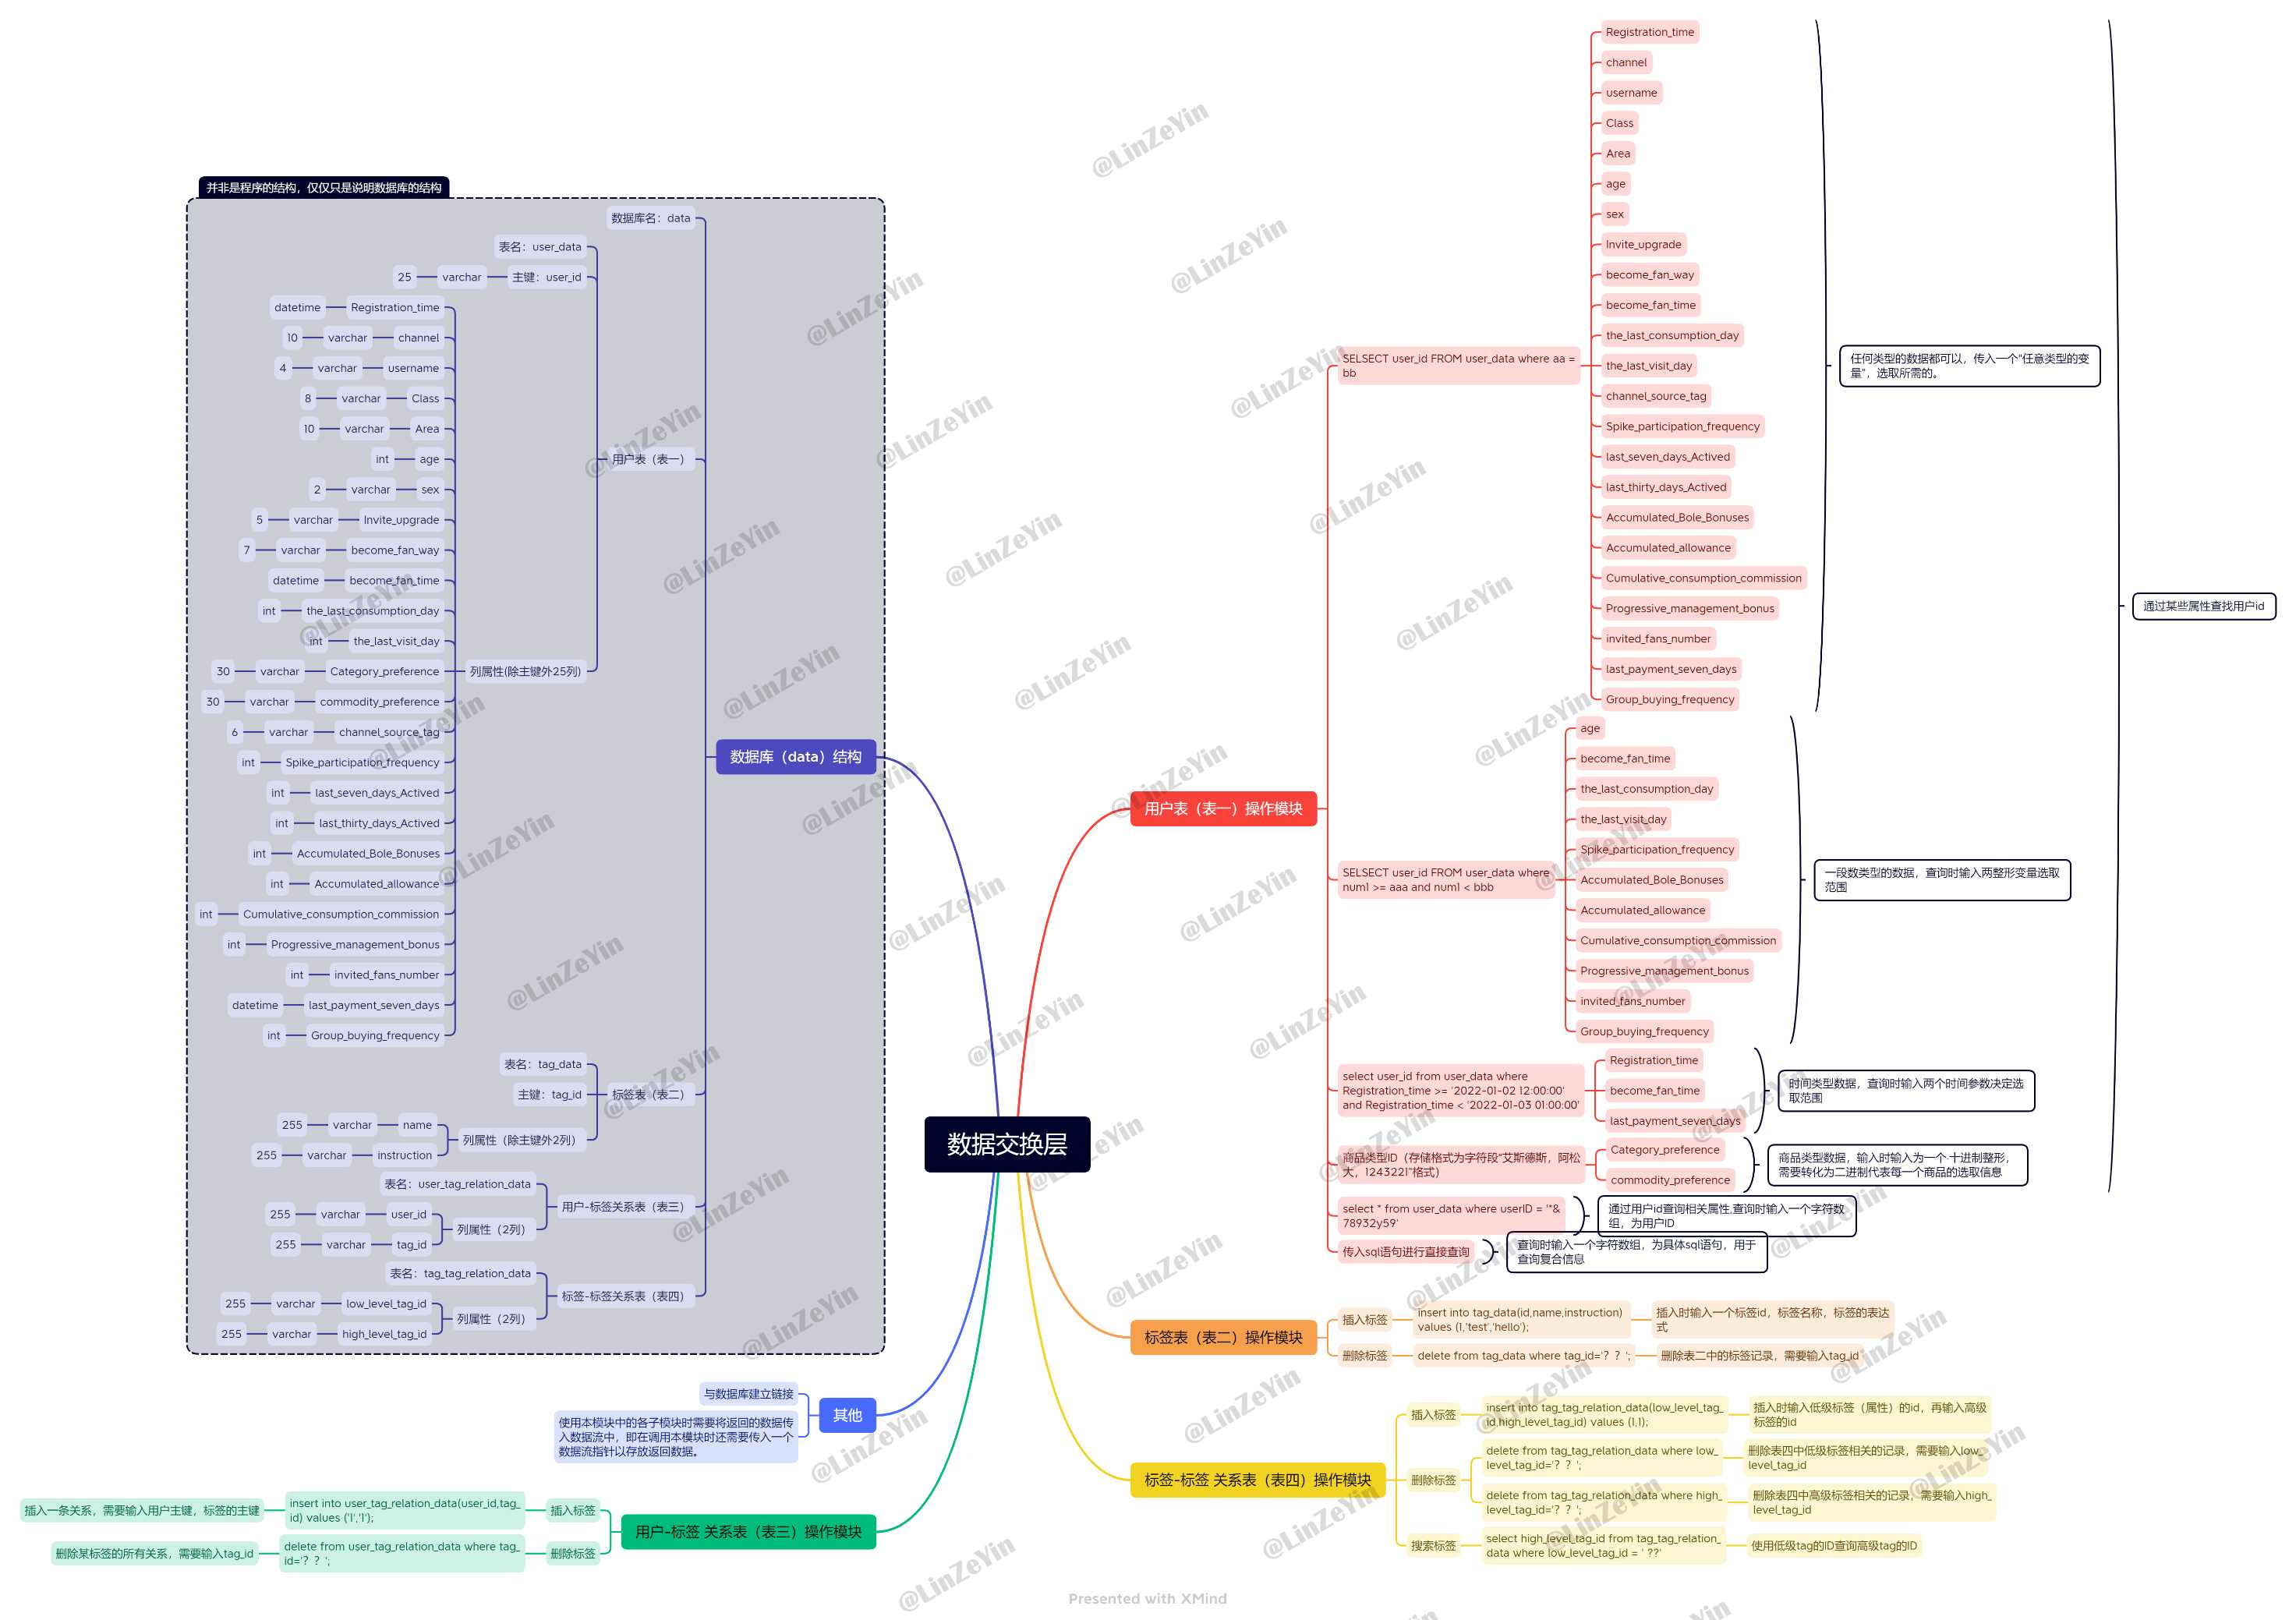 数据交换层
并非是程序的结构，仅仅只是说明数据库的结构
数据库（data）结构
数据库名：data
用户表（表一）
表名：user_data
主键：user_id
varchar
25
列属性(除主键外25列)
Registration_time
datetime
channel
varchar
10
username
varchar
4
Class
varchar
8
Area
varchar
10
age
int
sex
varchar
2
Invite_upgrade
varchar
5
become_fan_way
varchar
7
become_fan_time
datetime
the_last_consumption_day
int
the_last_visit_day
int
Category_preference
varchar
30
commodity_preference
varchar
30
channel_source_tag
varchar
6
Spike_participation_frequency
int
last_seven_days_Actived
int
last_thirty_days_Actived
int
Accumulated_Bole_Bonuses
int
Accumulated_allowance
int
Cumulative_consumption_commission
int
Progressive_management_bonus
int
invited_fans_number
int
last_payment_seven_days
datetime
Group_buying_frequency
int
标签表（表二）
表名：tag_data
主键：tag_id
列属性（除主键外2列）
name
varchar
255
instruction
varchar
255
用户-标签关系表（表三）
表名：user_tag_relation_data
列属性（2列）
user_id
varchar
255
tag_id
varchar
255
标签-标签关系表（表四）
表名：tag_tag_relation_data
列属性（2列）
low_level_tag_id
varchar
255
high_level_tag_id
varchar
255
其他
与数据库建立链接
使用本模块中的各子模块时需要将返回的数据传
入数据流中，即在调用本模块时还需要传入一个
数据流指针以存放返回数据。
用户-标签 关系表（表三）操作模块
插入标签
insert into user_tag_relation_data(user_id,tag_
id) values ('1','1');
插入一条关系，需要输入用户主键，标签的主键
删除标签
delete from user_tag_relation_data where tag_
id='？？';
删除某标签的所有关系，需要输入tag_id
用户表（表一）操作模块
SELSECT user_id FROM user_data where aa =
bb
Registration_time
channel
username
Class
Area
age
sex
Invite_upgrade
become_fan_way
become_fan_time
the_last_consumption_day
the_last_visit_day
channel_source_tag
Spike_participation_frequency
last_seven_days_Actived
last_thirty_days_Actived
Accumulated_Bole_Bonuses
Accumulated_allowance
Cumulative_consumption_commission
Progressive_management_bonus
invited_fans_number
last_payment_seven_days
Group_buying_frequency
任何类型的数据都可以，传入一个“任意类型的变
量”，选取所需的。
SELSECT user_id FROM user_data where
num1 >= aaa and num1 < bbb
age
become_fan_time
the_last_consumption_day
the_last_visit_day
Spike_participation_frequency
Accumulated_Bole_Bonuses
Accumulated_allowance
Cumulative_consumption_commission
Progressive_management_bonus
invited_fans_number
Group_buying_frequency
一段数类型的数据，查询时输入两整形变量选取
范围
select user_id from user_data where
Registration_time >= '2022-01-02 12:00:00'
and Registration_time < '2022-01-03 01:00:00'
Registration_time
become_fan_time
last_payment_seven_days
时间类型数据，查询时输入两个时间参数决定选
取范围
商品类型ID（存储格式为字符段“艾斯德斯，阿松
大，1243221”格式）
Category_preference
commodity_preference
商品类型数据，输入时输入为一个·十进制整形，
需要转化为二进制代表每一个商品的选取信息
通过某些属性查找用户id
select * from user_data where userID = '*&
78932y59'
通过用户id查询相关属性,查询时输入一个字符数
组，为用户ID
传入sql语句进行直接查询
查询时输入一个字符数组，为具体sql语句，用于
查询复合信息
标签表（表二）操作模块
插入标签
insert into tag_data(id,name,instruction)
values (1,'test','hello');
插入时输入一个标签id，标签名称，标签的表达
式
删除标签
delete from tag_data where tag_id='？？';
删除表二中的标签记录，需要输入tag_id
标签-标签 关系表（表四）操作模块
插入标签
insert into tag_tag_relation_data(low_level_tag_
id,high_level_tag_id) values (1,1);
插入时输入低级标签（属性）的id，再输入高级
标签的id
删除标签
delete from tag_tag_relation_data where low_
level_tag_id='？？';
删除表四中低级标签相关的记录，需要输入low_
level_tag_id
delete from tag_tag_relation_data where high_
level_tag_id='？？';
删除表四中高级标签相关的记录，需要输入high_
level_tag_id
搜索标签
select high_level_tag_id from tag_tag_relation_
data where low_level_tag_id = ' ??'
使用低级tag的ID查询高级tag的ID
@LinZeYin
Presented with XMind